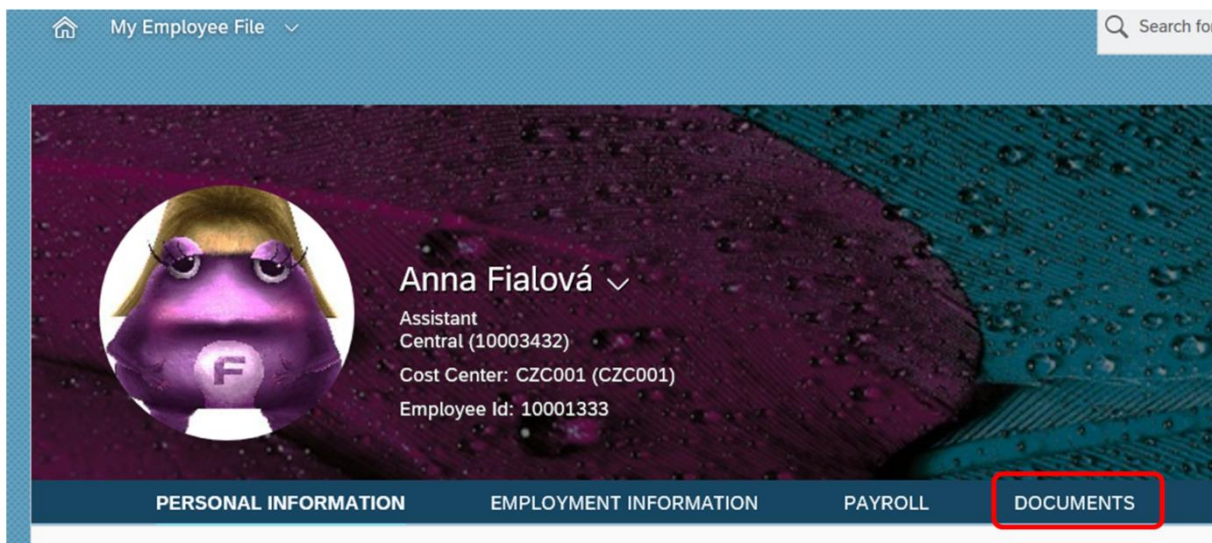 My Employee File
Search for
Anna Fialová
Assistant
Central (10003432)
Cost Center: CZC001 (CZC001)
Employee Id: 10001333
F
PERSONAL INFORMATION EMPLOYMENT INFORMATION PAYROLL DOCUMENTS